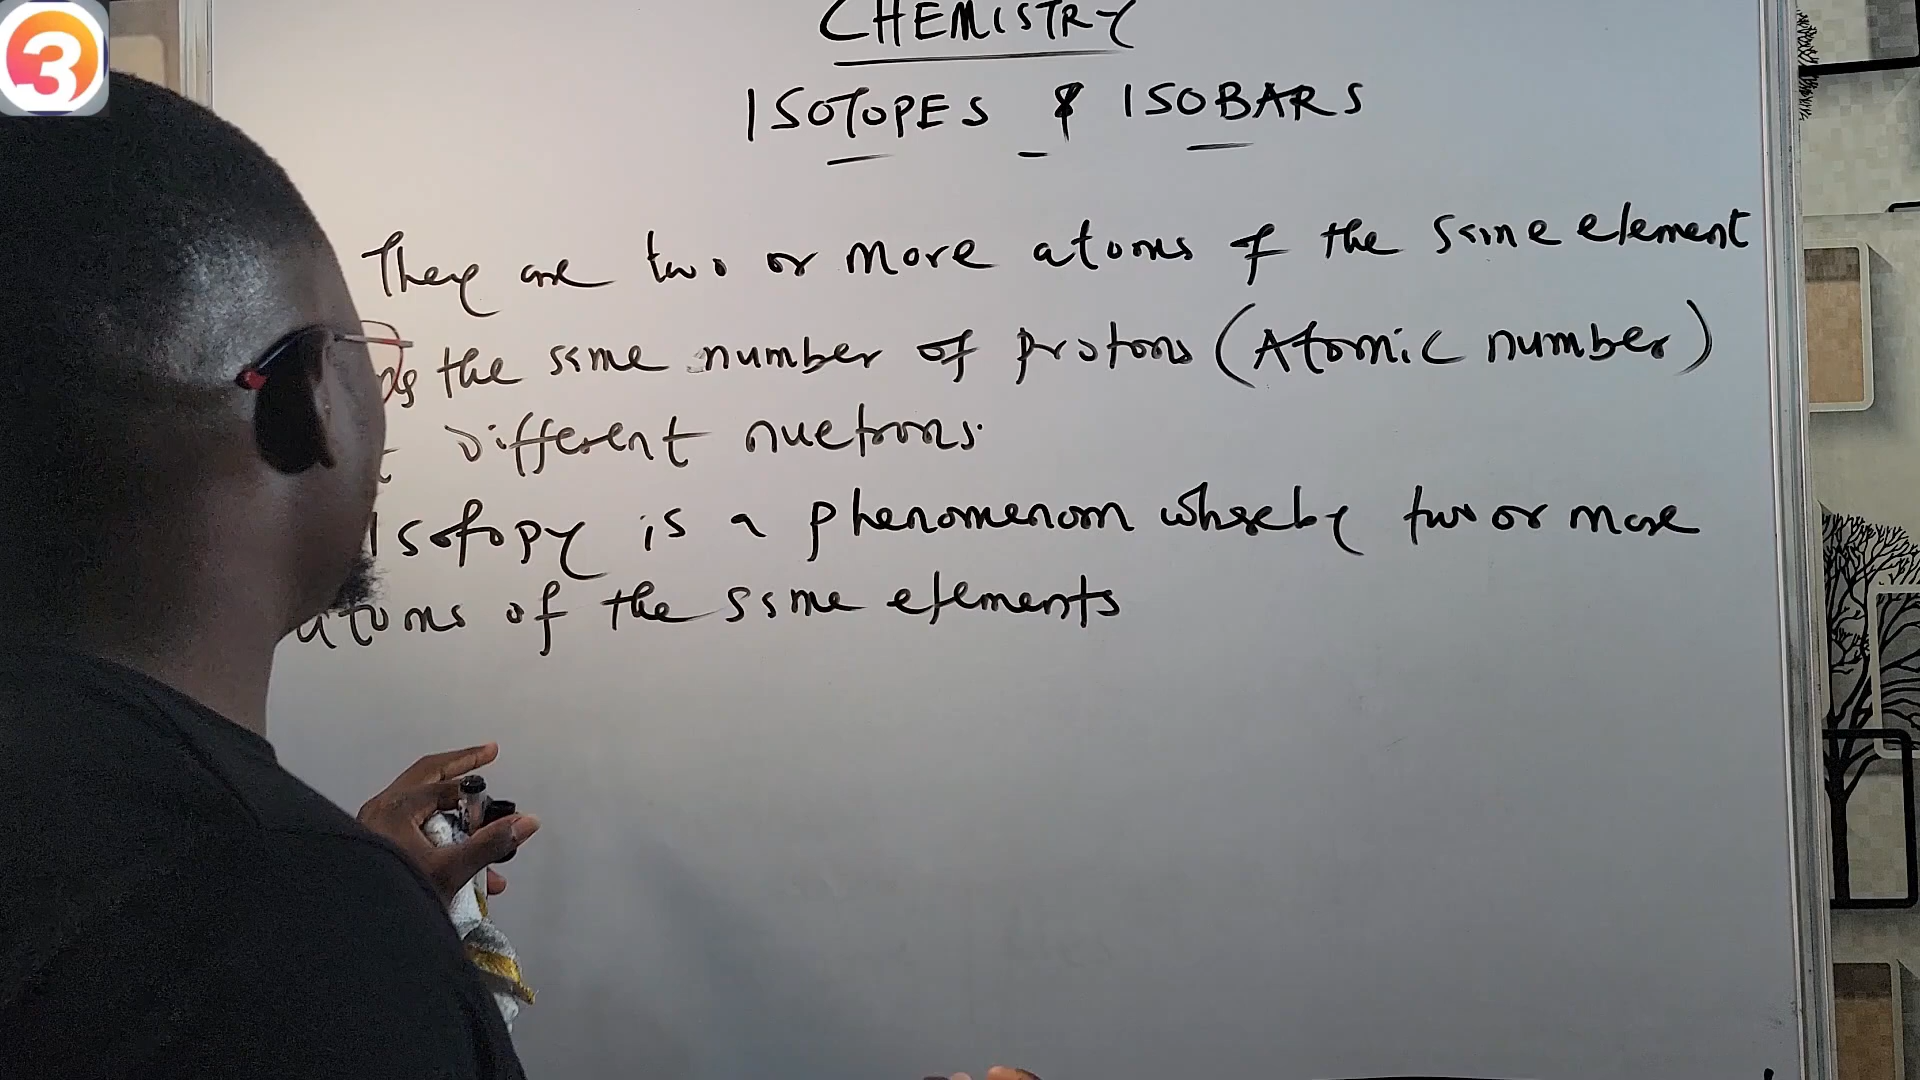 3
CHEMISTRY
ISOTOPES & ISOBARS
They are two or more atoms of the same element
the same number of protons (Atomic number)
Different nuetrons.
Isotopy is a phenomenon whereby two or more
atoms of the same elements